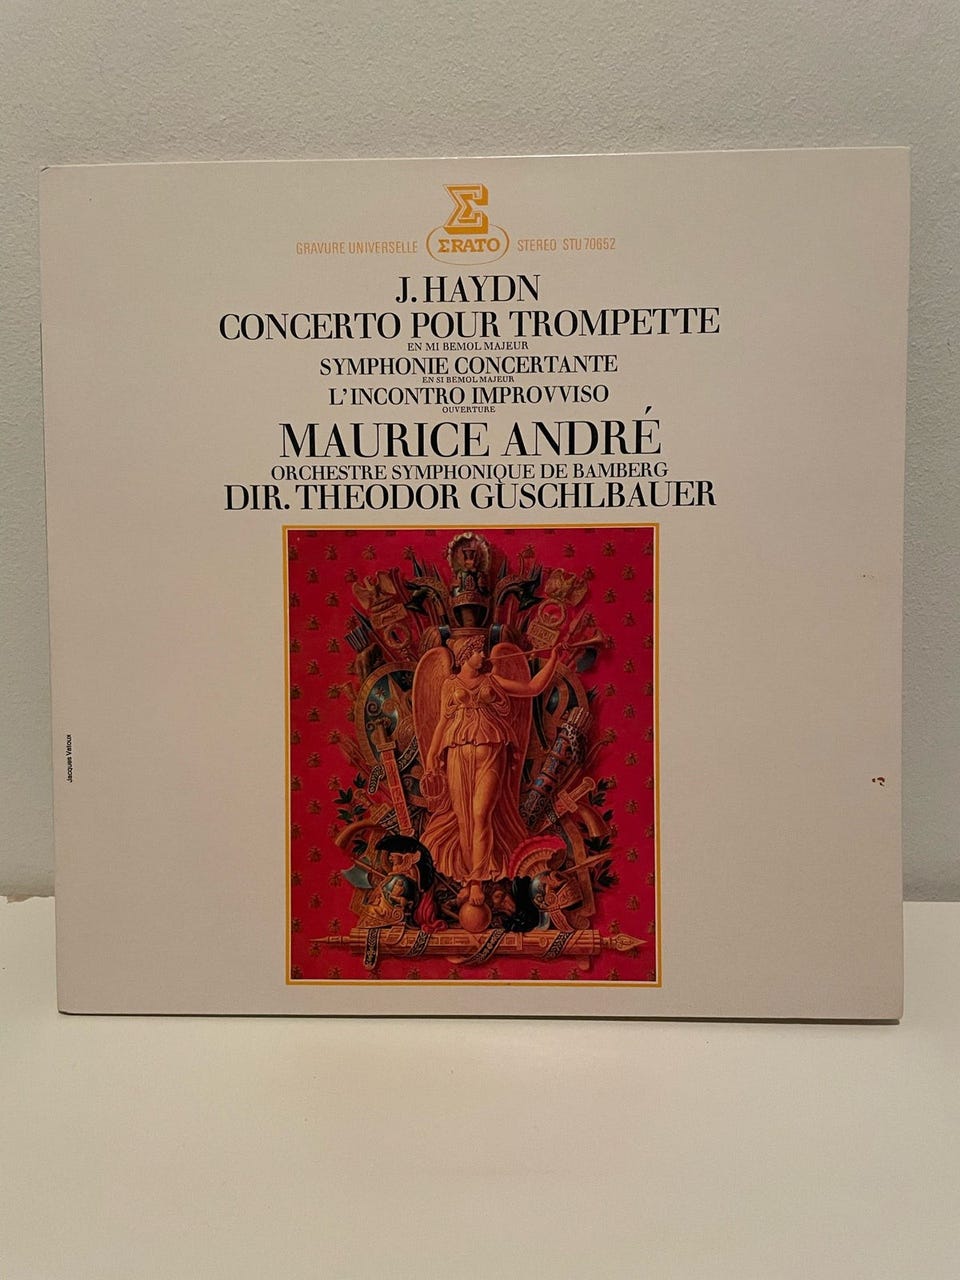 GRAVURE UNIVERSELLE ΣRATO STEREO STU 70652
J. HAYDN
CONCERTO POUR TROMPETTE
EN MI BEMOL MAJEUR
SYMPHONIE CONCERTANTE
EN SI BEMOL MAJEUR
L'INCONTRO IMPROVVISO
OUVERTURE
MAURICE ANDRÉ
ORCHESTRE SYMPHONIQUE DE BAMBERG
DIR. THEODOR GUSCHLBAUER
Jacques Vatoux